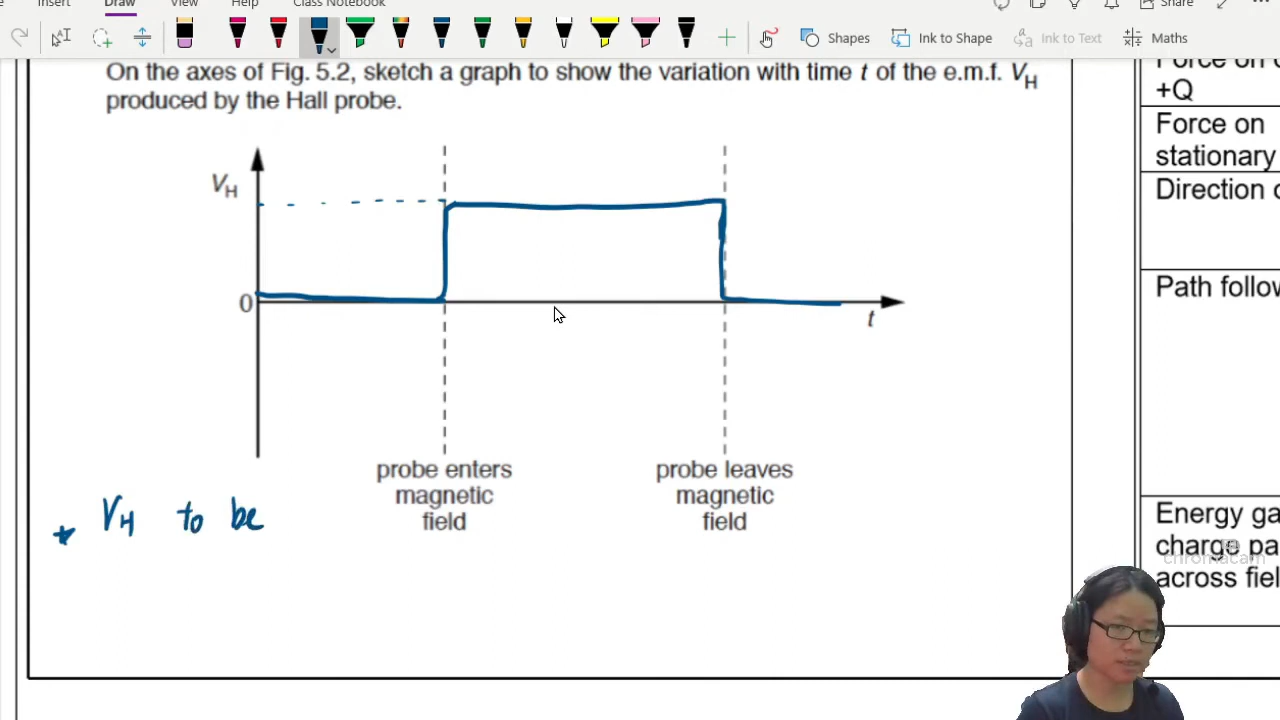 Insert Draw View Help Class Notebook Share
Shapes Ink to Shape Ink to Text Maths
On the axes of Fig. 5.2, sketch a graph to show the variation with time t of the e.m.f. VH
produced by the Hall probe.
VH
0
t
probe enters
magnetic
field
probe leaves
magnetic
field
* VH to be
+Q
Force on
stationary
Direction
Path follow
Energy ga
charge pa
across fiel
chromacam